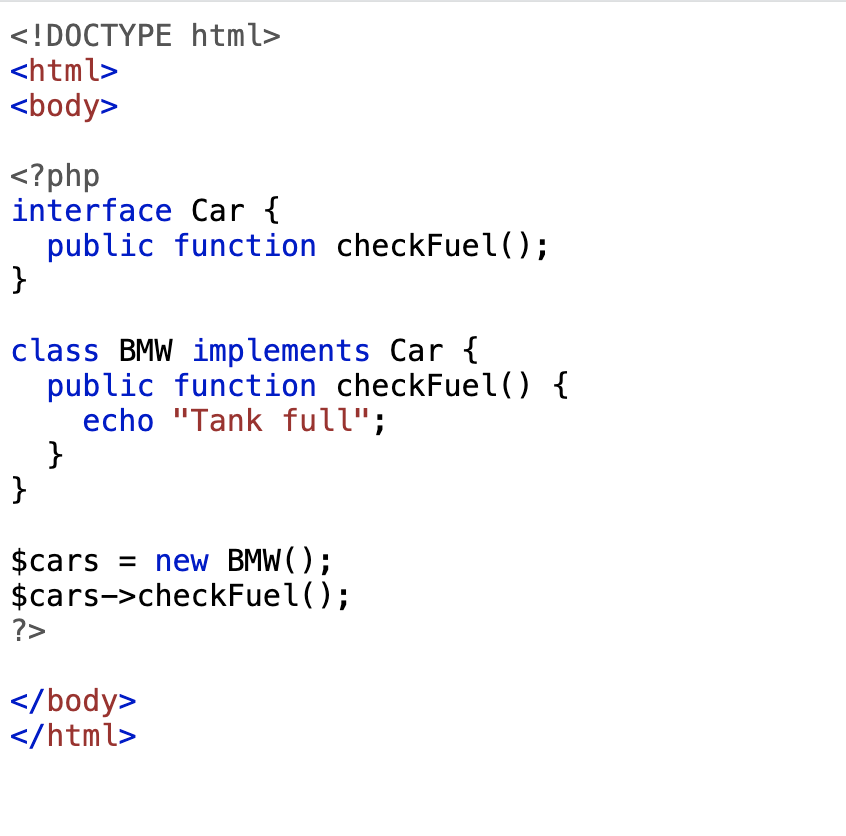 <!DOCTYPE html>
<html>
<body>

<?php
interface Car {
  public function checkFuel();
}

class BMW implements Car {
  public function checkFuel() {
    echo "Tank full";
  }
}

$cars = new BMW();
$cars->checkFuel();
?>

</body>
</html>